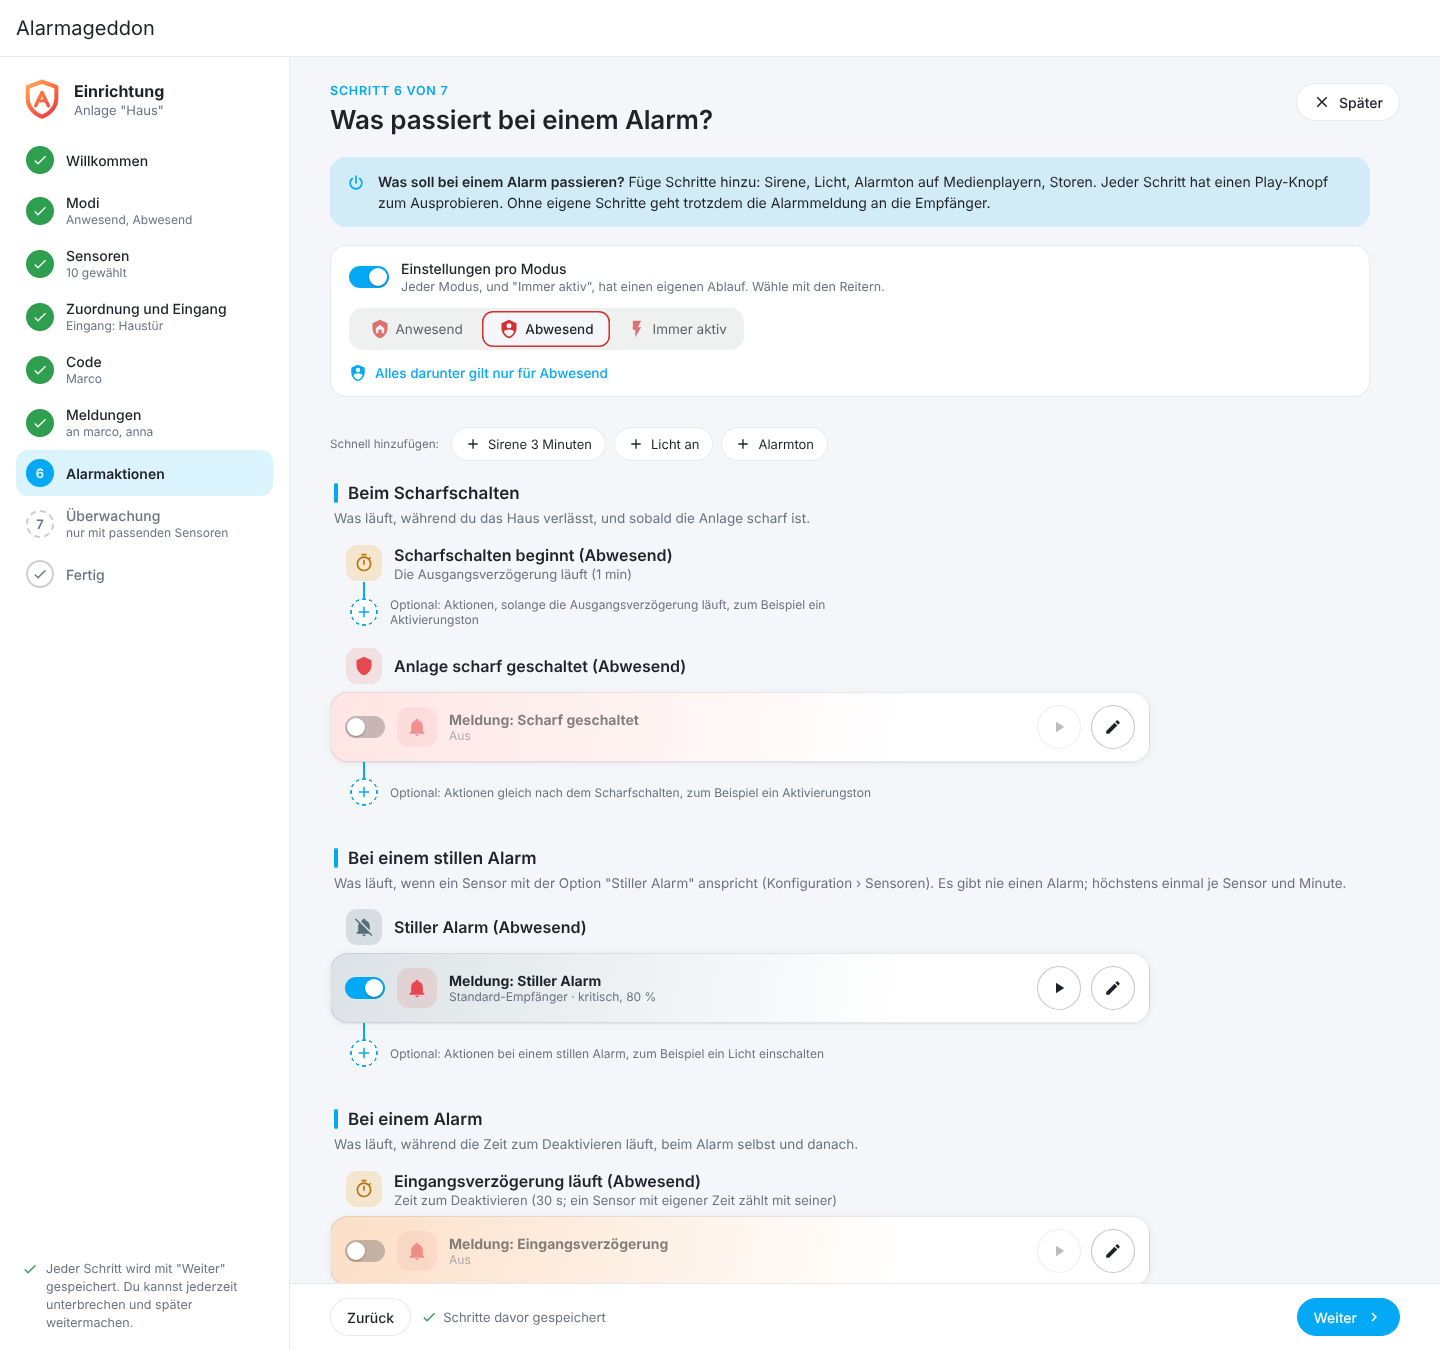 Alarmageddon
Einrichtung
Anlage "Haus"
Willkommen
Modi
Anwesend, Abwesend
Sensoren
10 gewählt
Zuordnung und Eingang
Eingang: Haustür
Code
Marco
Meldungen
an marco, anna
6
Alarmaktionen
7
Überwachung
nur mit passenden Sensoren
Fertig
Jeder Schritt wird mit "Weiter"
gespeichert. Du kannst jederzeit
unterbrechen und später
weitermachen.
SCHRITT 6 VON 7
Was passiert bei einem Alarm?
Später
Was soll bei einem Alarm passieren? Füge Schritte hinzu: Sirene, Licht, Alarmton auf Medienplayern, Storen. Jeder Schritt hat einen Play-Knopf
zum Ausprobieren. Ohne eigene Schritte geht trotzdem die Alarmmeldung an die Empfänger.
Einstellungen pro Modus
Jeder Modus, und "Immer aktiv", hat einen eigenen Ablauf. Wähle mit den Reitern.
Anwesend
Abwesend
Immer aktiv
Alles darunter gilt nur für Abwesend
Schnell hinzufügen:
Sirene 3 Minuten
Licht an
Alarmton
Beim Scharfschalten
Was läuft, während du das Haus verlässt, und sobald die Anlage scharf ist.
Scharfschalten beginnt (Abwesend)
Die Ausgangsverzögerung läuft (1 min)
Optional: Aktionen, solange die Ausgangsverzögerung läuft, zum Beispiel ein
Aktivierungston
Anlage scharf geschaltet (Abwesend)
Meldung: Scharf geschaltet
Aus
Optional: Aktionen gleich nach dem Scharfschalten, zum Beispiel ein Aktivierungston
Bei einem stillen Alarm
Was läuft, wenn ein Sensor mit der Option "Stiller Alarm" anspricht (Konfiguration › Sensoren). Es gibt nie einen Alarm; höchstens einmal je Sensor und Minute.
Stiller Alarm (Abwesend)
Meldung: Stiller Alarm
Standard-Empfänger · kritisch, 80 %
Optional: Aktionen bei einem stillen Alarm, zum Beispiel ein Licht einschalten
Bei einem Alarm
Was läuft, während die Zeit zum Deaktivieren läuft, beim Alarm selbst und danach.
Eingangsverzögerung läuft (Abwesend)
Zeit zum Deaktivieren (30 s; ein Sensor mit eigener Zeit zählt mit seiner)
Meldung: Eingangsverzögerung
Aus
Zurück
Schritte davor gespeichert
Weiter